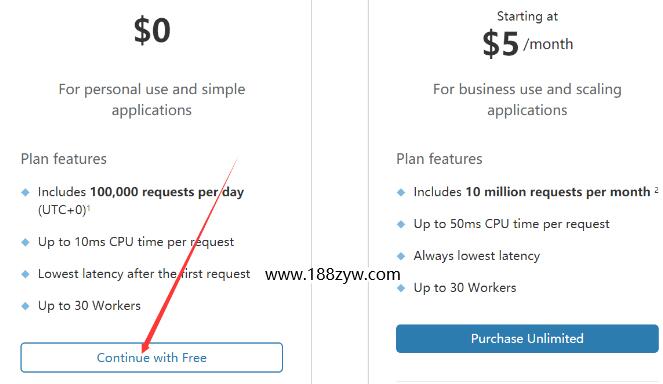 $0
For personal use and simple
applications
Plan features
Includes 100,000 requests per day
(UTC+0)¹
Up to 10ms CPU time per request
Lowest latency after the first request
Up to 30 Workers
Continue with Free
Starting at
$5 /month
For business use and scaling
applications
Plan features
Includes 10 million requests per month ²
Up to 50ms CPU time per request
Always lowest latency
Up to 30 Workers
Purchase Unlimited
www.188zyw.com